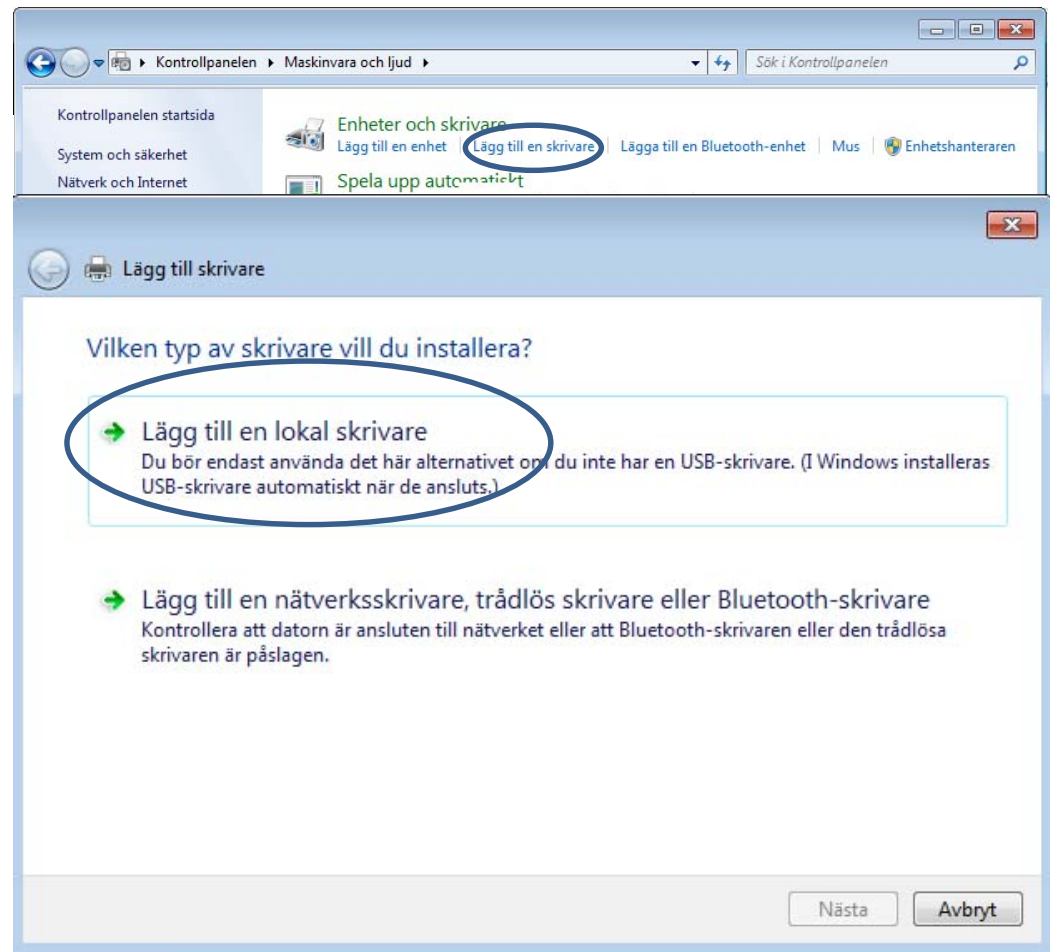 Kontrollpanelen ▸ Maskinvara och ljud ▸
Sök i Kontrollpanelen
Kontrollpanelen startsida
System och säkerhet
Nätverk och Internet
Enheter och skrivare
Lägg till en enhet | Lägg till en skrivare | Lägga till en Bluetooth-enhet | Mus | Enhetshanteraren
Spela upp automatiskt
Lägg till skrivare
Vilken typ av skrivare vill du installera?
Lägg till en lokal skrivare
Du bör endast använda det här alternativet om du inte har en USB-skrivare. (I Windows installeras
USB-skrivare automatiskt när de ansluts.)
Lägg till en nätverksskrivare, trådlös skrivare eller Bluetooth-skrivare
Kontrollera att datorn är ansluten till nätverket eller att Bluetooth-skrivaren eller den trådlösa
skrivaren är påslagen.
Nästa
Avbryt